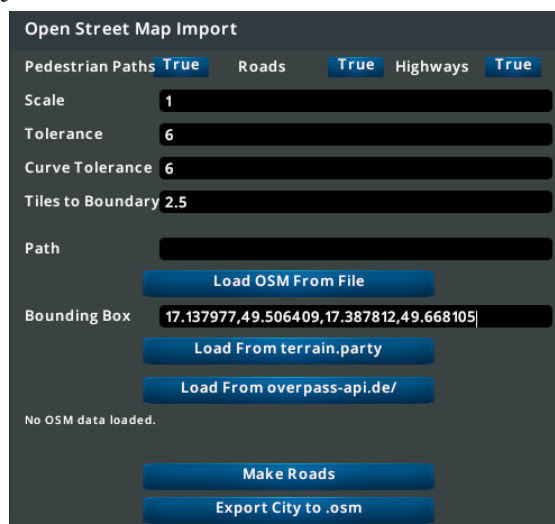 Open Street Map Import
Pedestrian Paths True Roads True Highways True
Scale 1
Tolerance 6
Curve Tolerance 6
Tiles to Boundary 2.5
Path
Load OSM From File
Bounding Box 17.137977,49.506409,17.387812,49.668105
Load From terrain.party
Load From overpass-api.de/
No OSM data loaded.
Make Roads
Export City to .osm